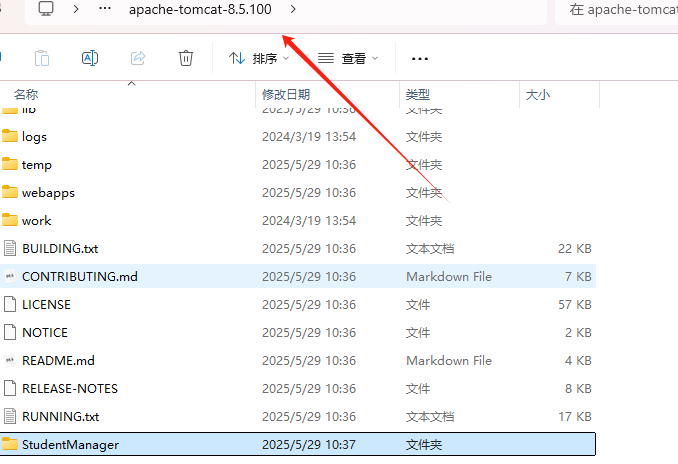 apache-tomcat-8.5.100
在 apache-tomcat-
排序 查看
名称 修改日期 类型 大小
lib 2025/5/29 10:36 文件夹
logs 2024/3/19 13:54 文件夹
temp 2025/5/29 10:36 文件夹
webapps 2025/5/29 10:36 文件夹
work 2024/3/19 13:54 文件夹
BUILDING.txt 2025/5/29 10:36 文本文档 22 KB
CONTRIBUTING.md 2025/5/29 10:36 Markdown File 7 KB
LICENSE 2025/5/29 10:36 文件 57 KB
NOTICE 2025/5/29 10:36 文件 2 KB
README.md 2025/5/29 10:36 Markdown File 4 KB
RELEASE-NOTES 2025/5/29 10:36 文件 8 KB
RUNNING.txt 2025/5/29 10:36 文本文档 17 KB
StudentManager 2025/5/29 10:37 文件夹